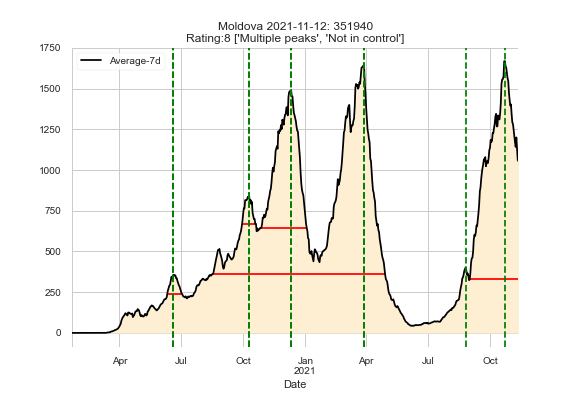 Moldova 2021-11-12: 351940
Rating:8 ['Multiple peaks', 'Not in control']
Average-7d
1750
1500
1250
1000
750
500
250
0
Apr
Jul
Oct
Jan
2021
Apr
Jul
Oct
Date